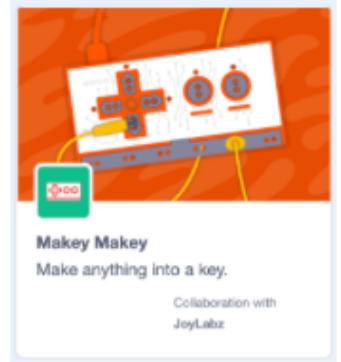 Makey Makey
Make anything into a key.
Collaboration with
JoyLabz